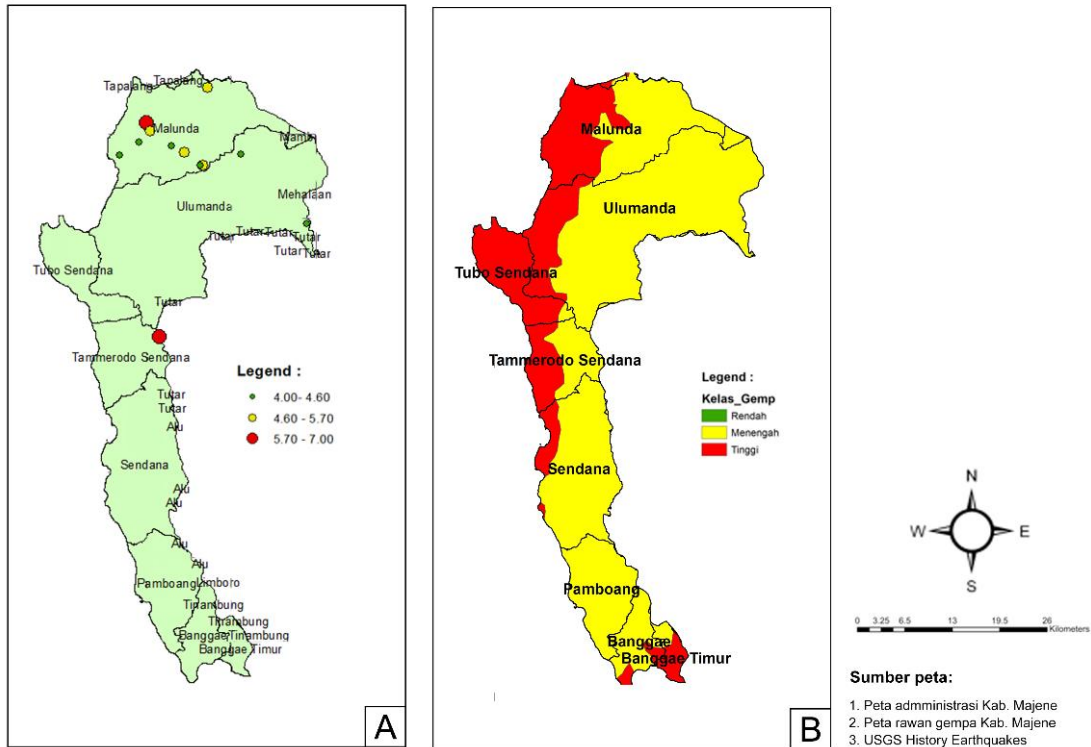 Tapalang
Tapalang
Malunda
Mambi
Mehalaan
Ulumanda
Tutar
Tutar
Tutar
Tutar
Tutar
Tutar
Tubo Sendana
Tutar
Tammerodo Sendana
Legend :
4.00- 4.60
4.60 - 5.70
5.70 - 7.00
Tutar
Tutar
Alu
Sendana
Alu
Alu
Alu
Alu
Pamboang
Limboro
Tinambung
Tinambung
Banggae
Tinambung
Banggae Timur
A
Malunda
Ulumanda
Tubo Sendana
Tammerodo Sendana
Legend :
Kelas_Gemp
Rendah
Menengah
Tinggi
Sendana
Pamboang
Banggae
Banggae Timur
B
N
W
E
S
0 3.25 6.5 13 19.5 26
Kilometers
Sumber peta:
1. Peta admministrasi Kab. Majene
2. Peta rawan gempa Kab. Majene
3. USGS History Earthquakes